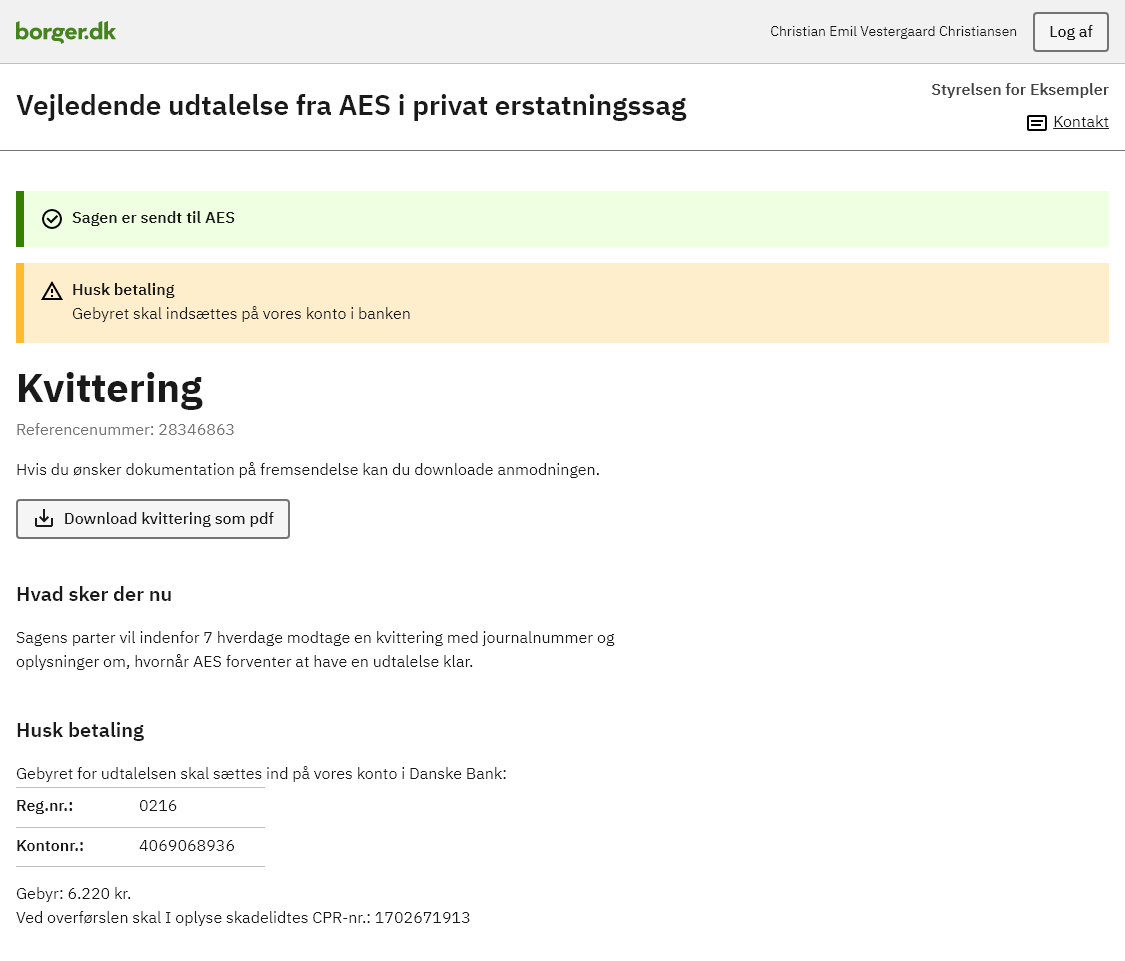 borger.dk
Christian Emil Vestergaard Christiansen
Log af
Vejledende udtalelse fra AES i privat erstatningssag
Styrelsen for Eksempler
Kontakt
Sagen er sendt til AES
Husk betaling
Gebyret skal indsættes på vores konto i banken
Kvittering
Referencenummer: 28346863
Hvis du ønsker dokumentation på fremsendelse kan du downloade anmodningen.
Download kvittering som pdf
Hvad sker der nu
Sagens parter vil indenfor 7 hverdage modtage en kvittering med journalnummer og
oplysninger om, hvornår AES forventer at have en udtalelse klar.
Husk betaling
Gebyret for udtalelsen skal sættes ind på vores konto i Danske Bank:
Reg.nr.: 0216
Kontonr.: 4069068936
Gebyr: 6.220 kr.
Ved overførslen skal I oplyse skadelidtes CPR-nr.: 1702671913